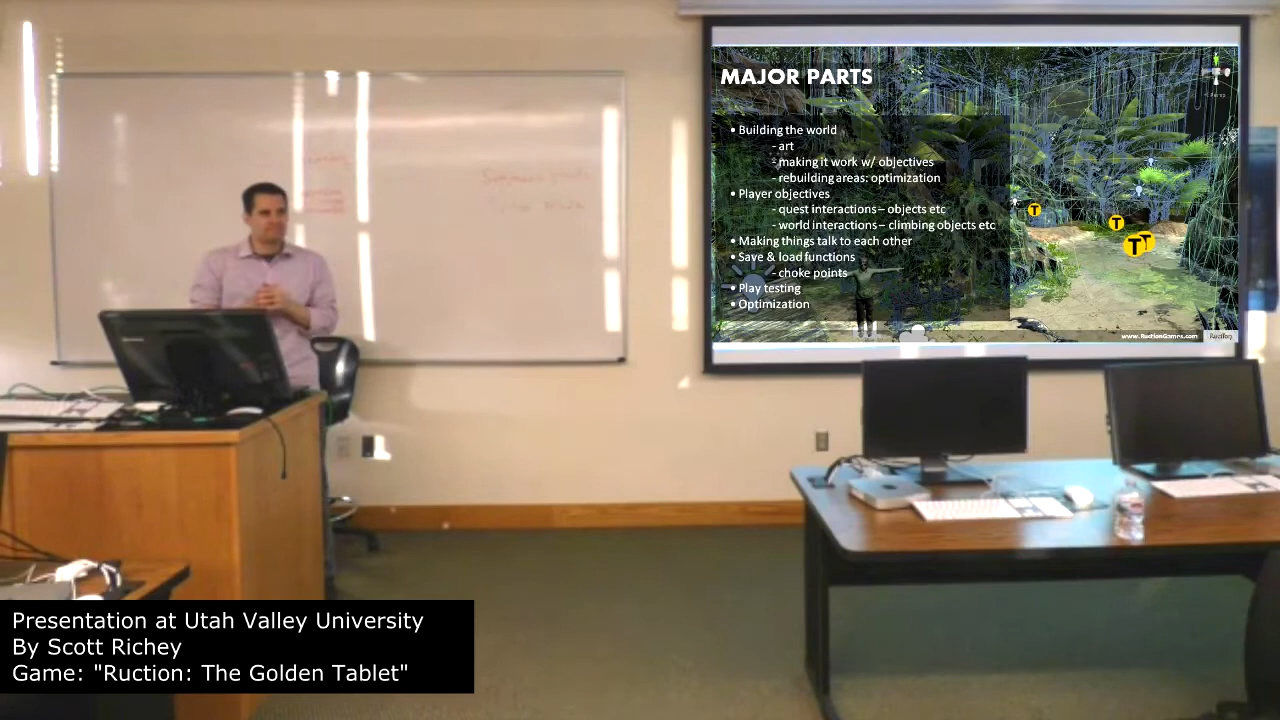 MAJOR PARTS
• Building the world
- art
- making it work w/ objectives
- rebuilding areas: optimization
• Player objectives
- quest interactions – objects etc
- world interactions – climbing objects etc
• Making things talk to each other
• Save & load functions
- choke points
• Play testing
• Optimization
T
T
T T
www.RuctionGames.com
Presentation at Utah Valley University
By Scott Richey
Game: "Ruction: The Golden Tablet"